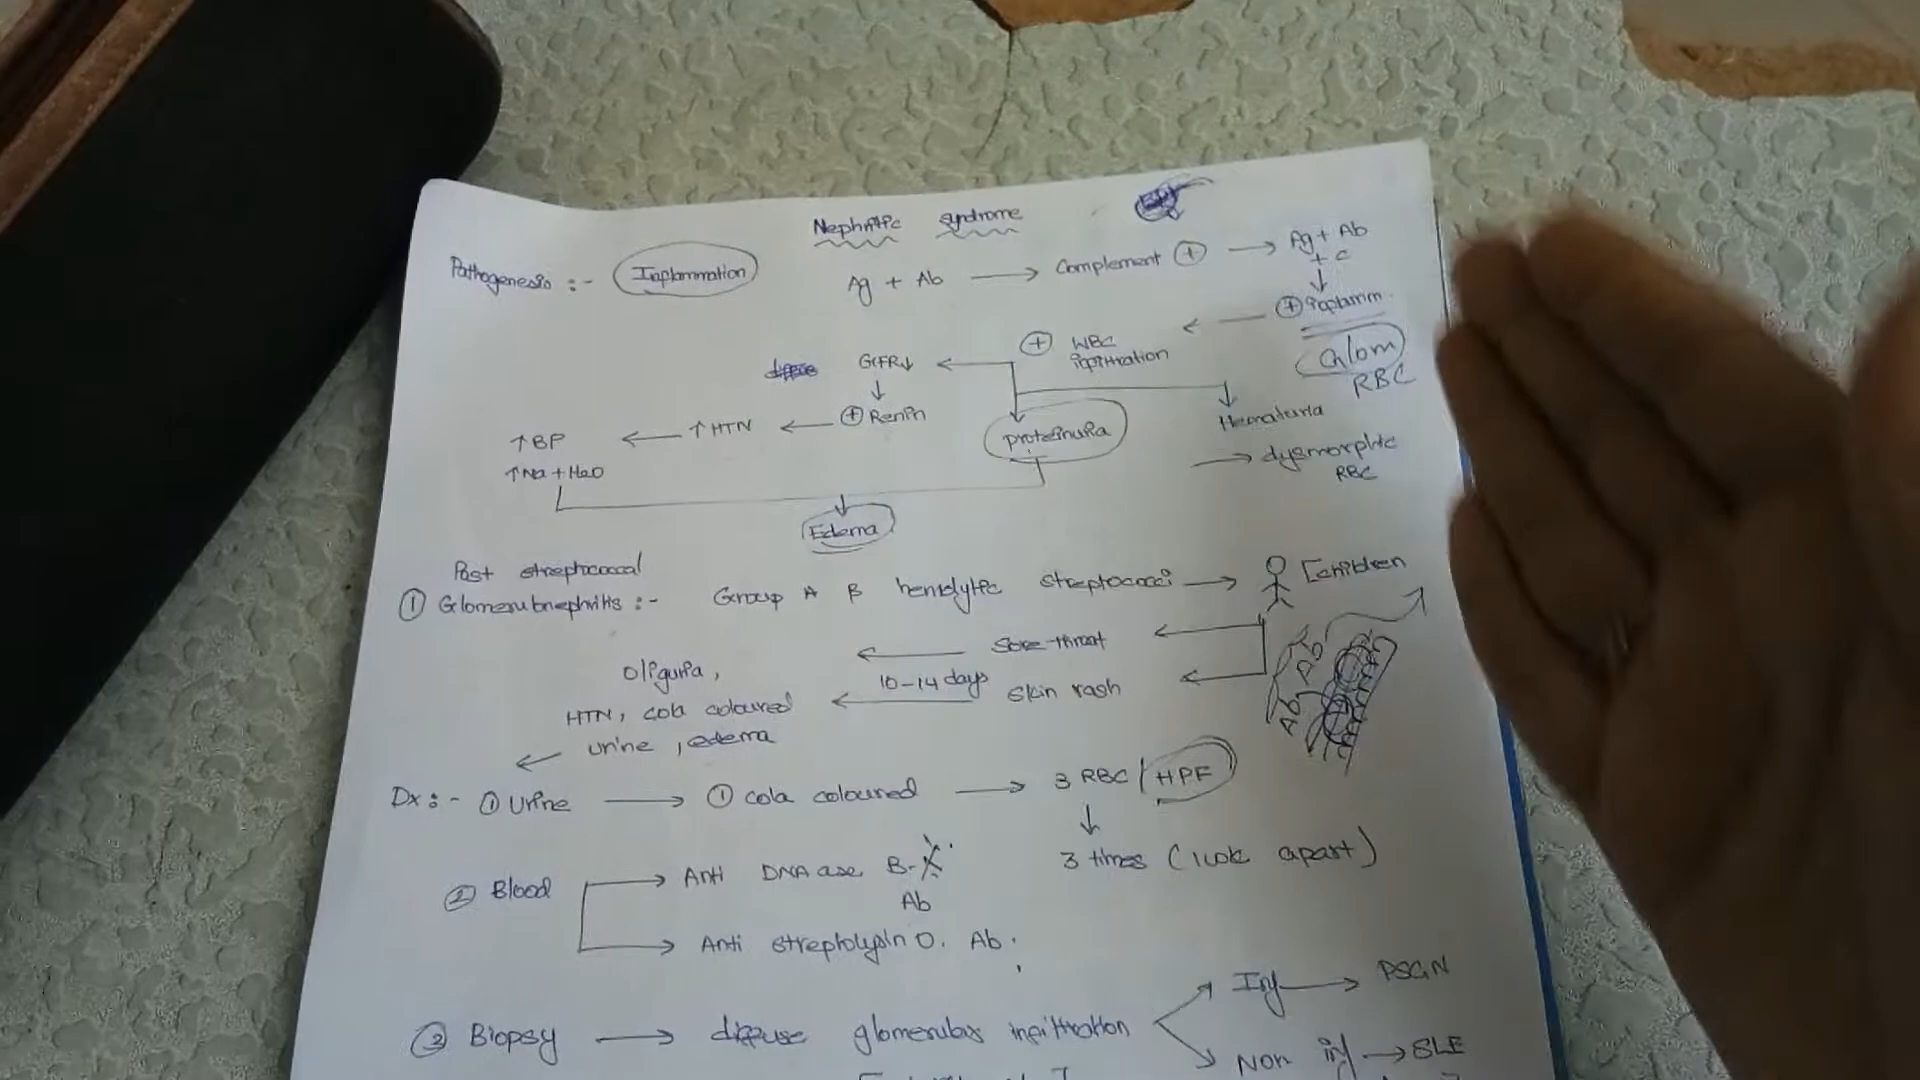 Nephritic syndrome
Pathogenesis :- Inflammation
Ag + Ab → Complement (+) → Ag + Ab + C
↓
(+) inflamm.
Glom
RBC
(+) WBC infiltration ←
GFR↓ ←
↓
(+) Renin
↑BP ← ↑HTN ←
↑Na + H2O
proteinuria
Hematuria
→ dysmorphic RBC
Edema
Post streptococcal
① Glomerulonephritis :- Group A B hemolytic streptococci → [children
← Sore throat ←
10-14 days
← Skin rash ←
Oliguria,
HTN, cola coloured
urine, edema
Ab
Ab
Dx :- ① Urine → ① cola coloured → 3 RBC / HPF
↓
3 times (1wk apart)
② Blood → Anti DNAase B-
Ab
→ Anti streptolysin O. Ab.
③ Biopsy → diffuse glomerular infiltration
Inf → PSGN
Non inf → SLE